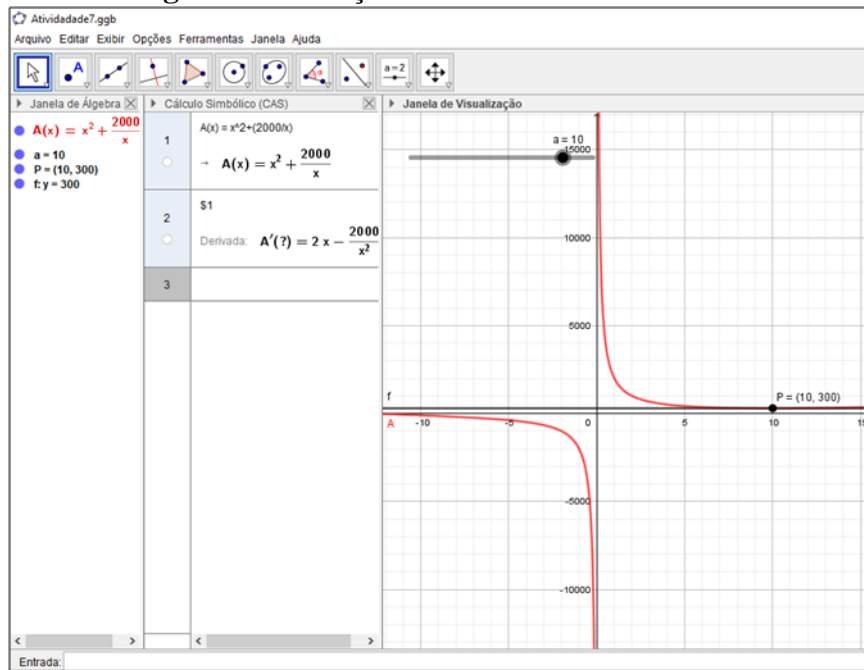 Atividadade7.ggb
Arquivo Editar Exibir Opções Ferramentas Janela Ajuda
A
α
a=2
Janela de Álgebra
Cálculo Simbólico (CAS)
Janela de Visualização
A(x) = x² + 2000/x
a = 10
P = (10, 300)
f: y = 300
1
A(x) = x^2+(2000/x)
→ A(x) = x² + 2000/x
2
$1
Derivada: A′(?) = 2 x − 2000/x²
3
a = 10
15000
10000
5000
f
P = (10, 300)
A
-10
-5
0
5
10
15
-5000
-10000
Entrada: